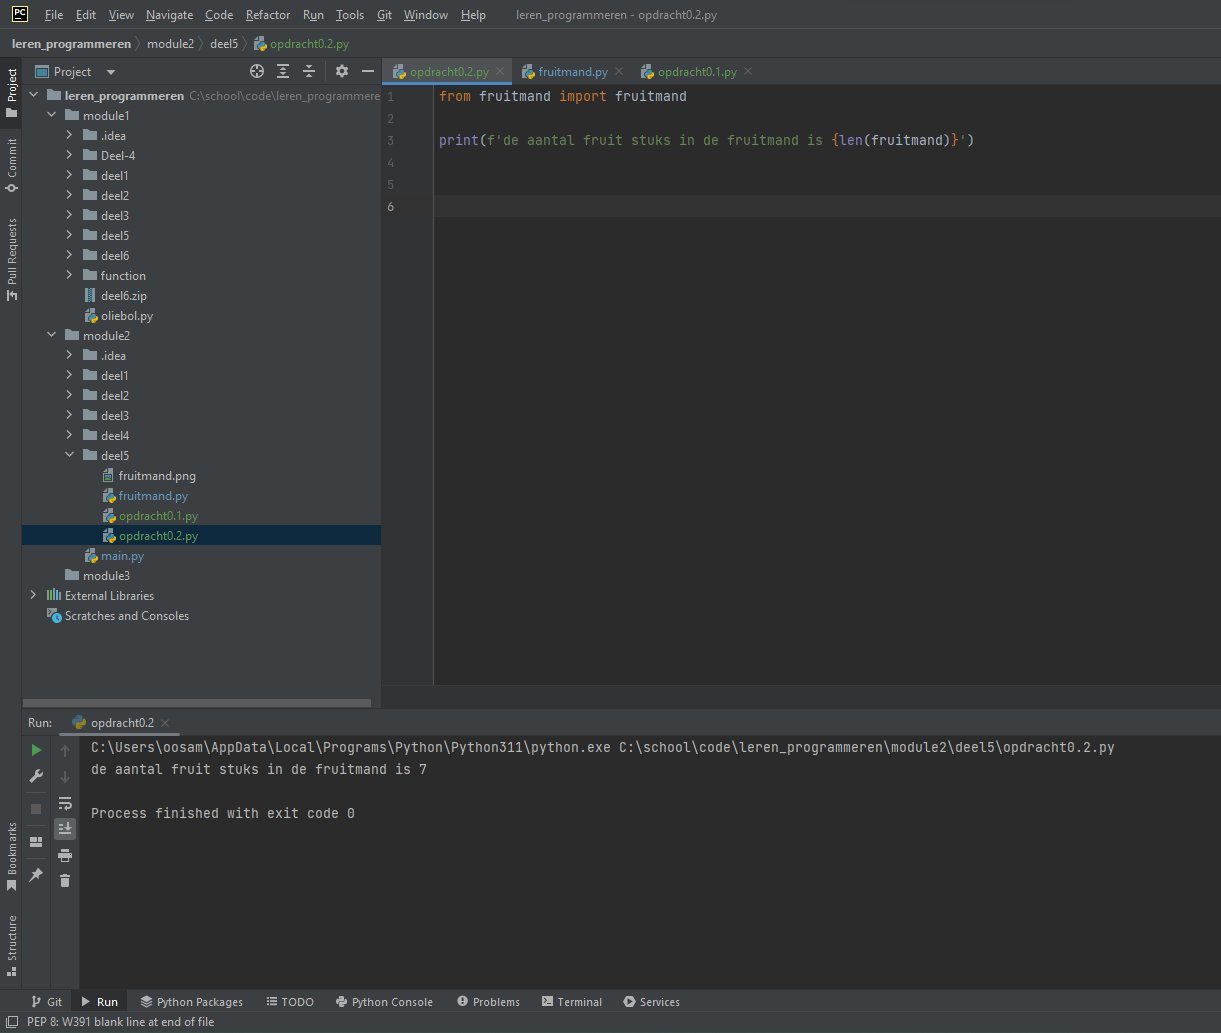 PC File Edit View Navigate Code Refactor Run Tools Git Window Help leren_programmeren - opdracht0.2.py
leren_programmeren module2 deel5 opdracht0.2.py
Project
Commit
Pull Requests
Bookmarks
Structure
Project
leren_programmeren C:\school\code\leren_programmere
module1
.idea
Deel-4
deel1
deel2
deel3
deel5
deel6
function
deel6.zip
oliebol.py
module2
.idea
deel1
deel2
deel3
deel4
deel5
fruitmand.png
fruitmand.py
opdracht0.1.py
opdracht0.2.py
main.py
module3
External Libraries
Scratches and Consoles
opdracht0.2.py fruitmand.py opdracht0.1.py
1 from fruitmand import fruitmand
2
3 print(f'de aantal fruit stuks in de fruitmand is {len(fruitmand)}')
4
5
6
Run: opdracht0.2
C:\Users\oosam\AppData\Local\Programs\Python\Python311\python.exe C:\school\code\leren_programmeren\module2\deel5\opdracht0.2.py
de aantal fruit stuks in de fruitmand is 7
Process finished with exit code 0
Git Run Python Packages TODO Python Console Problems Terminal Services
PEP 8: W391 blank line at end of file